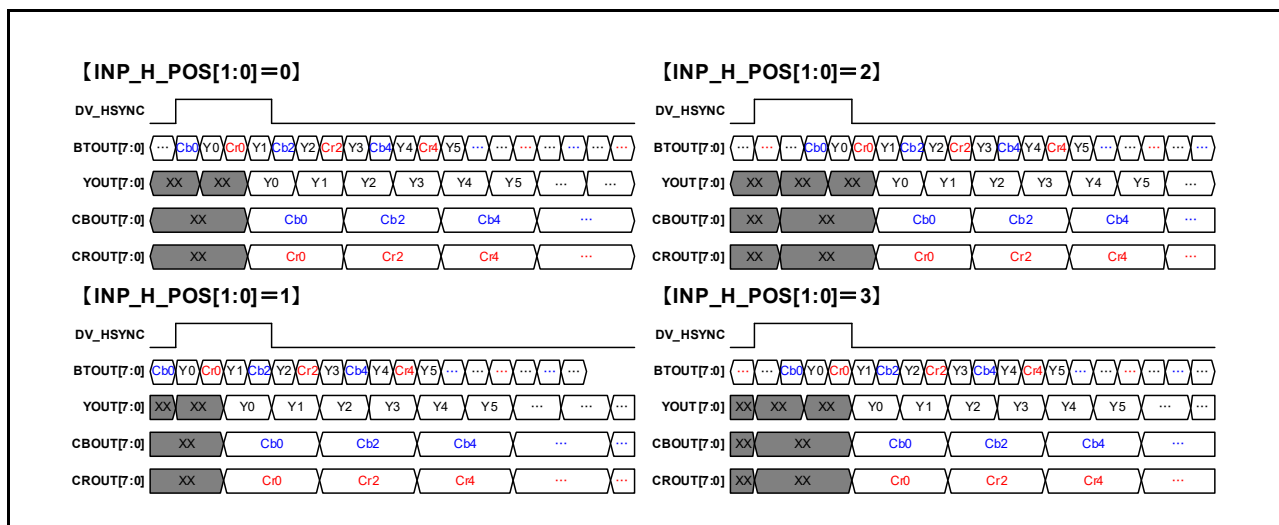 【INP_H_POS[1:0]＝0】
DV_HSYNC
BTOUT[7:0] ··· Cb0 Y0 Cr0 Y1 Cb2 Y2 Cr2 Y3 Cb4 Y4 Cr4 Y5 ··· ··· ··· ··· ··· ··· ···
YOUT[7:0] XX XX Y0 Y1 Y2 Y3 Y4 Y5 ··· ···
CBOUT[7:0] XX Cb0 Cb2 Cb4 ···
CROUT[7:0] XX Cr0 Cr2 Cr4 ···
【INP_H_POS[1:0]＝2】
DV_HSYNC
BTOUT[7:0] ··· ··· ··· Cb0 Y0 Cr0 Y1 Cb2 Y2 Cr2 Y3 Cb4 Y4 Cr4 Y5 ··· ··· ··· ··· ···
YOUT[7:0] XX XX XX Y0 Y1 Y2 Y3 Y4 Y5 ···
CBOUT[7:0] XX XX Cb0 Cb2 Cb4 ···
CROUT[7:0] XX XX Cr0 Cr2 Cr4 ···
【INP_H_POS[1:0]＝1】
DV_HSYNC
BTOUT[7:0] Cb0 Y0 Cr0 Y1 Cb2 Y2 Cr2 Y3 Cb4 Y4 Cr4 Y5 ··· ··· ··· ··· ··· ···
YOUT[7:0] XX XX Y0 Y1 Y2 Y3 Y4 Y5 ··· ··· ···
CBOUT[7:0] XX Cb0 Cb2 Cb4 ··· ···
CROUT[7:0] XX Cr0 Cr2 Cr4 ··· ···
【INP_H_POS[1:0]＝3】
DV_HSYNC
BTOUT[7:0] ··· ··· Cb0 Y0 Cr0 Y1 Cb2 Y2 Cr2 Y3 Cb4 Y4 Cr4 Y5 ··· ··· ··· ··· ··· ···
YOUT[7:0] XX XX XX Y0 Y1 Y2 Y3 Y4 Y5 ··· ···
CBOUT[7:0] XX XX Cb0 Cb2 Cb4 ···
CROUT[7:0] XX XX Cr0 Cr2 Cr4 ···